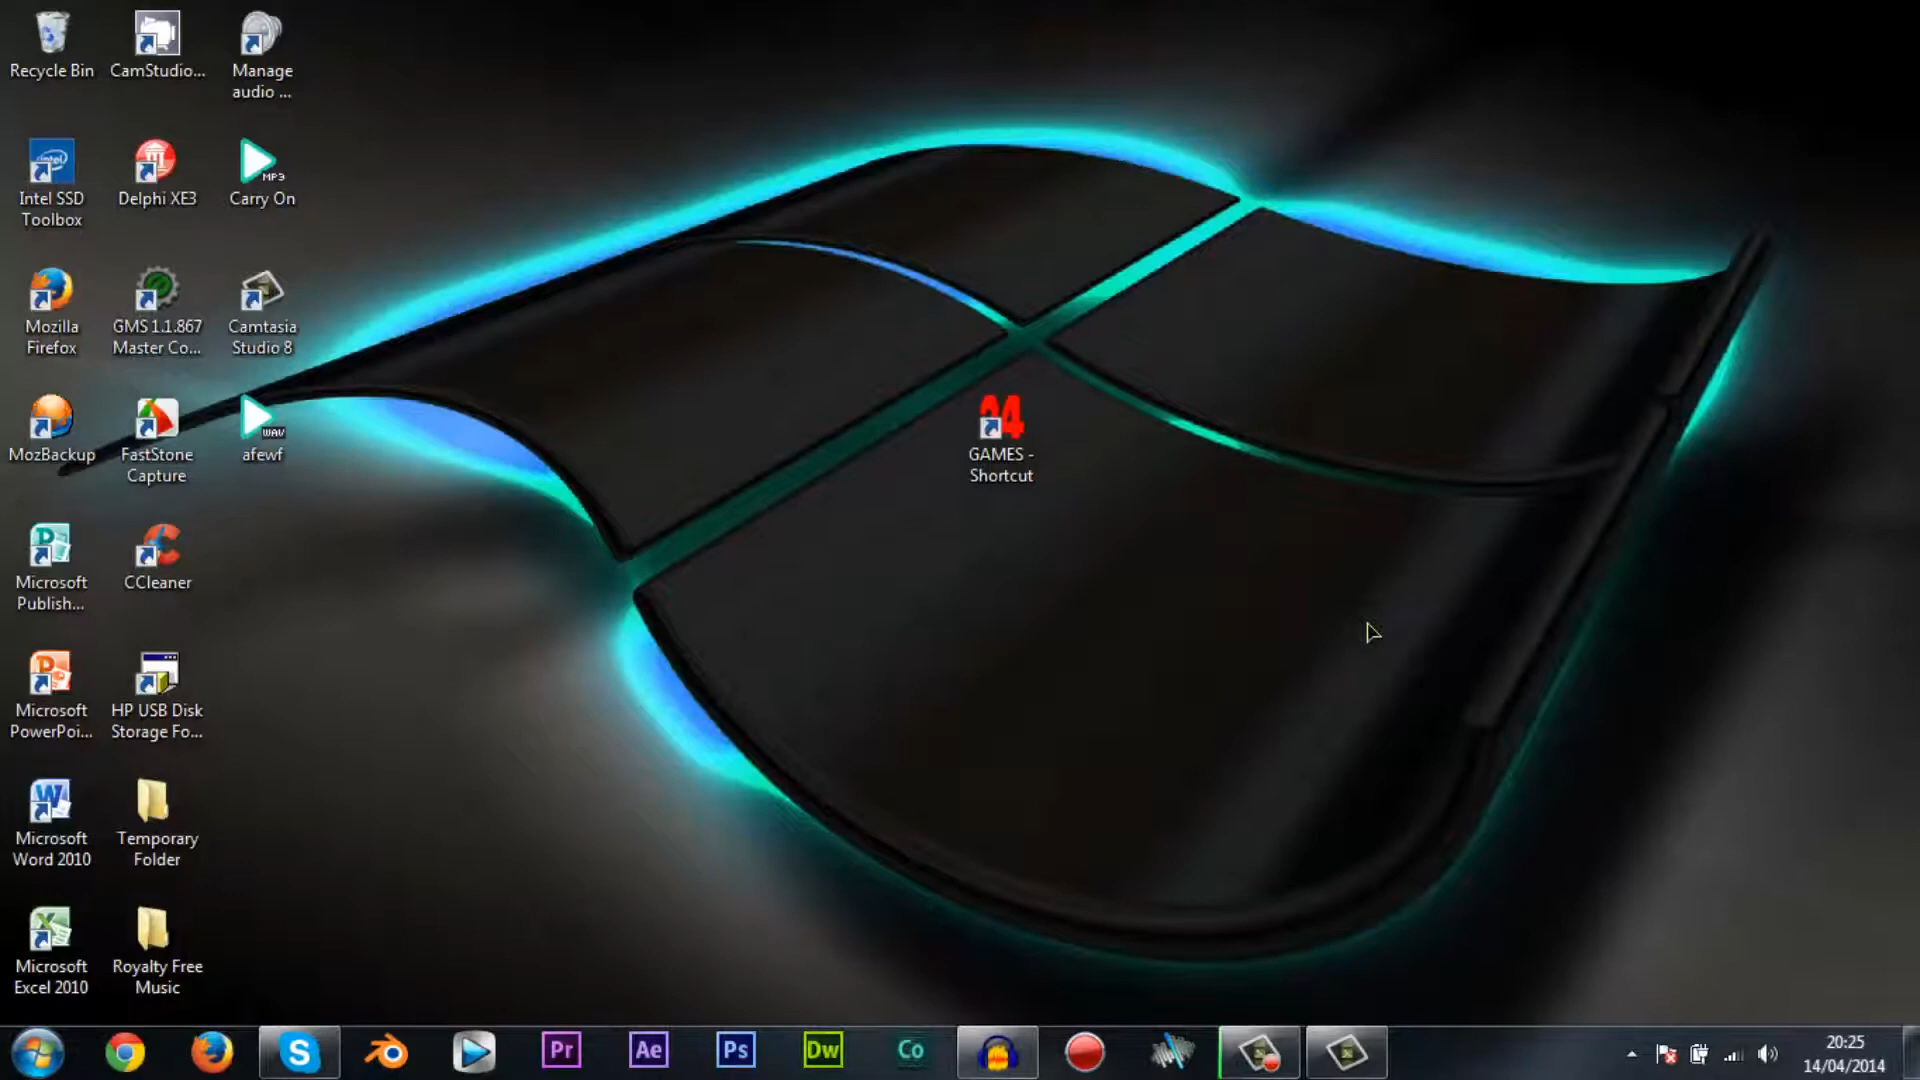 Recycle Bin
CamStudio...
Manage
audio ...
Intel SSD
Toolbox
Delphi XE3
MP3
Carry On
Mozilla
Firefox
GMS 1.1.867
Master Co...
Camtasia
Studio 8
MozBackup
FastStone
Capture
WAV
afewf
24
GAMES -
Shortcut
Microsoft
Publish...
CCleaner
Microsoft
PowerPoi...
HP USB Disk
Storage Fo...
Microsoft
Word 2010
Temporary
Folder
Microsoft
Excel 2010
Royalty Free
Music
Pr
Ae
Ps
Dw
Co
20:25
14/04/2014